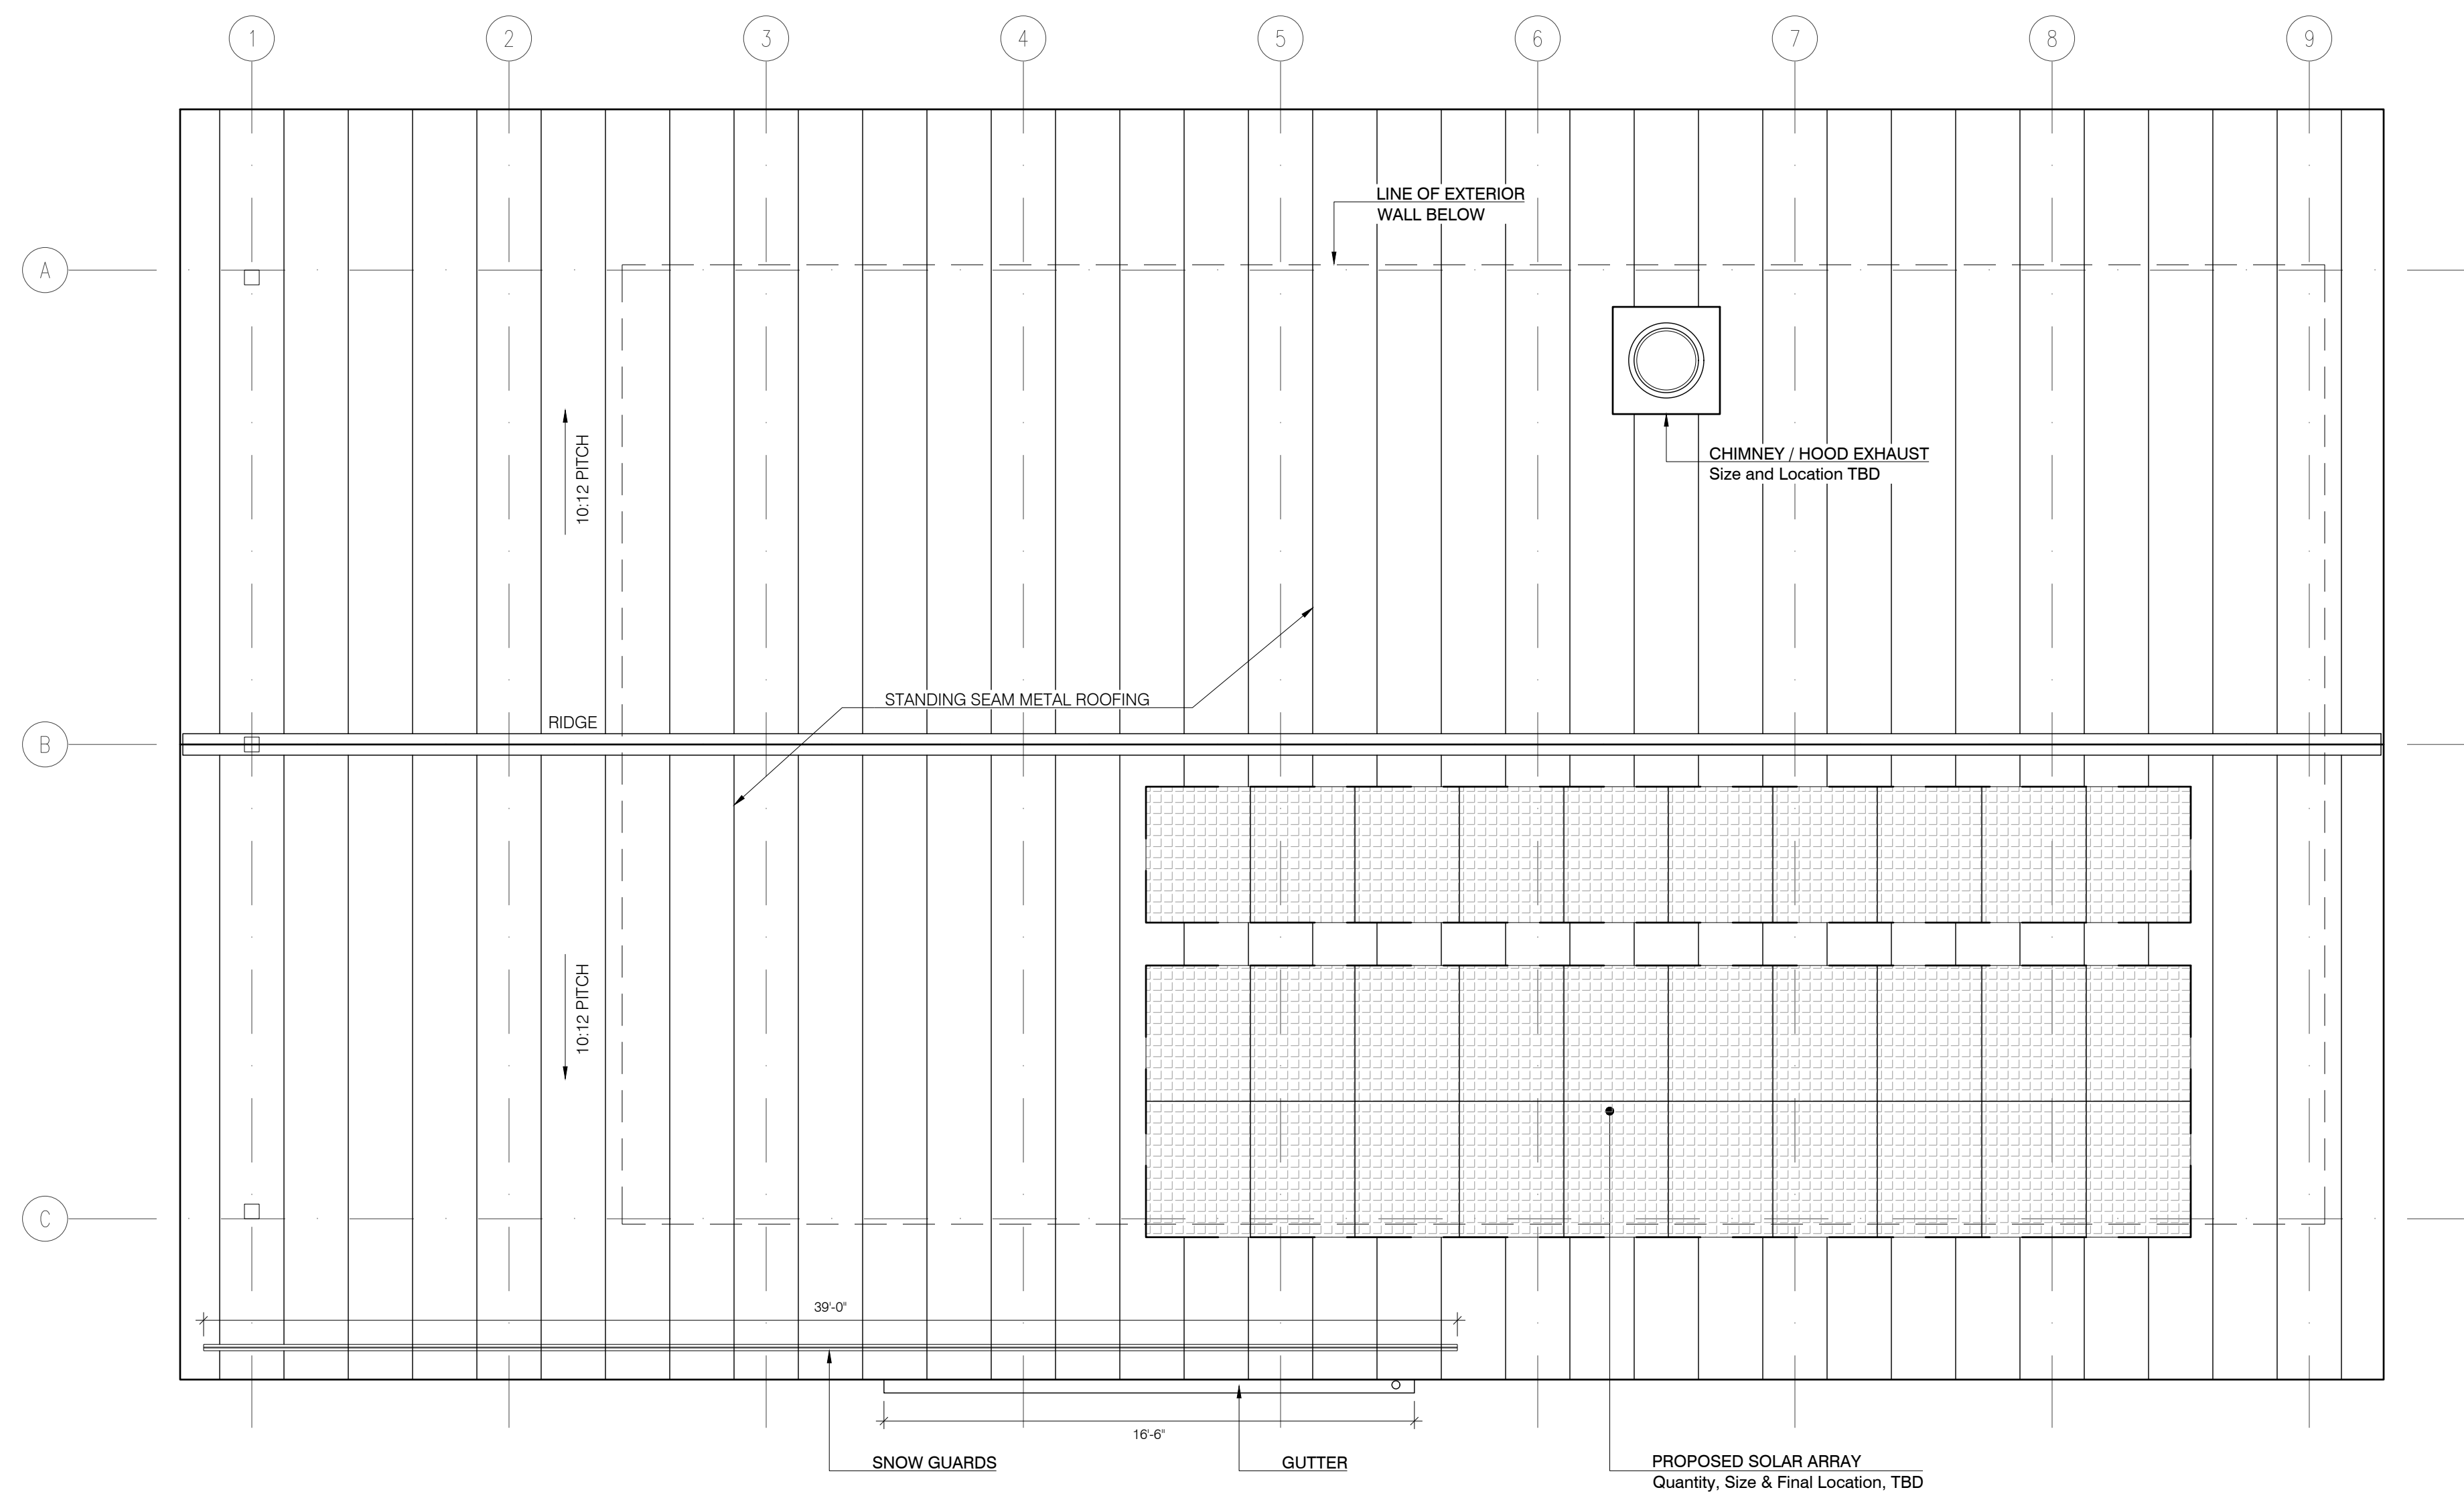 1 2 3 4 5 6 7 8 9
LINE OF EXTERIOR
WALL BELOW
A
10:12 PITCH
CHIMNEY / HOOD EXHAUST
Size and Location TBD
STANDING SEAM METAL ROOFING
RIDGE
B
10:12 PITCH
C
39'-0"
16'-6"
SNOW GUARDS
GUTTER
PROPOSED SOLAR ARRAY
Quantity, Size & Final Location, TBD